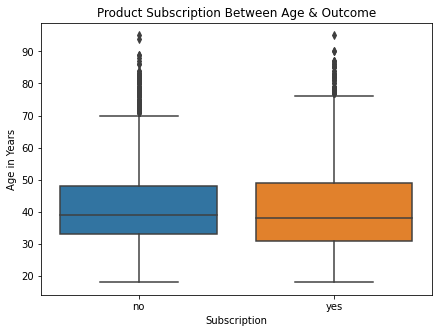 Product Subscription Between Age & Outcome
Age in Years
90
80
70
60
50
40
30
20
no yes
Subscription